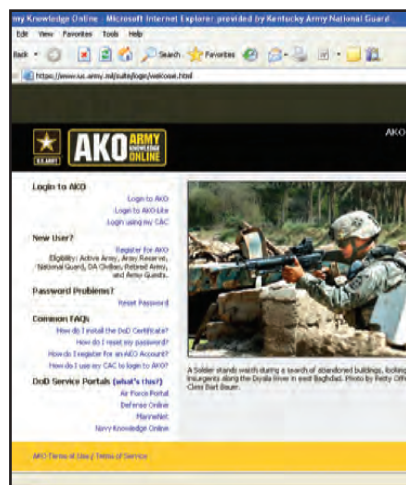 my Knowledge Online - Microsoft Internet Explorer provided by Kentucky Army National Guard
Edit View Favorites Tools Help
Back Search Favorites
https://www.us.army.mil/suite/login/welcome.html
AKO
U.S. ARMY AKO ARMY KNOWLEDGE ONLINE
Login to AKO
Login to AKO
Login to AKO-Lite
Login using my CAC
New User?
Register for AKO
Eligibility: Active Army, Army Reserve,
National Guard, DA Civilian, Retired Army,
and Army Guests.
Password Problems?
Reset Password
Common FAQs
How do I install the DoD Certificate?
How do I reset my password?
How do I register for an AKO Account?
How do I use my CAC to login to AKO?
DoD Service Portals (what's this?)
Air Force Portal
Defense Online
MarineNet
Navy Knowledge Online
A Soldier stands watch during a search of abandoned buildings, looking
insurgents along the Diyala River in east Baghdad. Photo by Petty Offi
Class Bart Bauer.
AKO Terms of Use / Terms of Service